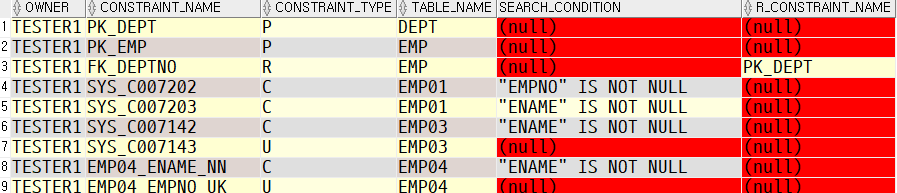 OWNER CONSTRAINT_NAME CONSTRAINT_TYPE TABLE_NAME SEARCH_CONDITION R_CONSTRAINT_NAME
1 TESTER1 PK_DEPT P DEPT (null) (null)
2 TESTER1 PK_EMP P EMP (null) (null)
3 TESTER1 FK_DEPTNO R EMP (null) PK_DEPT
4 TESTER1 SYS_C007202 C EMP01 "EMPNO" IS NOT NULL (null)
5 TESTER1 SYS_C007203 C EMP01 "ENAME" IS NOT NULL (null)
6 TESTER1 SYS_C007142 C EMP03 "ENAME" IS NOT NULL (null)
7 TESTER1 SYS_C007143 U EMP03 (null) (null)
8 TESTER1 EMP04_ENAME_NN C EMP04 "ENAME" IS NOT NULL (null)
9 TESTER1 EMP04_EMPNO_UK U EMP04 (null) (null)